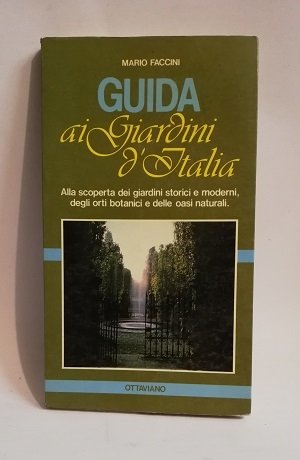 MARIO FACCINI
GUIDA
ai Giardini
d'Italia
Alla scoperta dei giardini storici e moderni,
degli orti botanici e delle oasi naturali.
OTTAVIANO